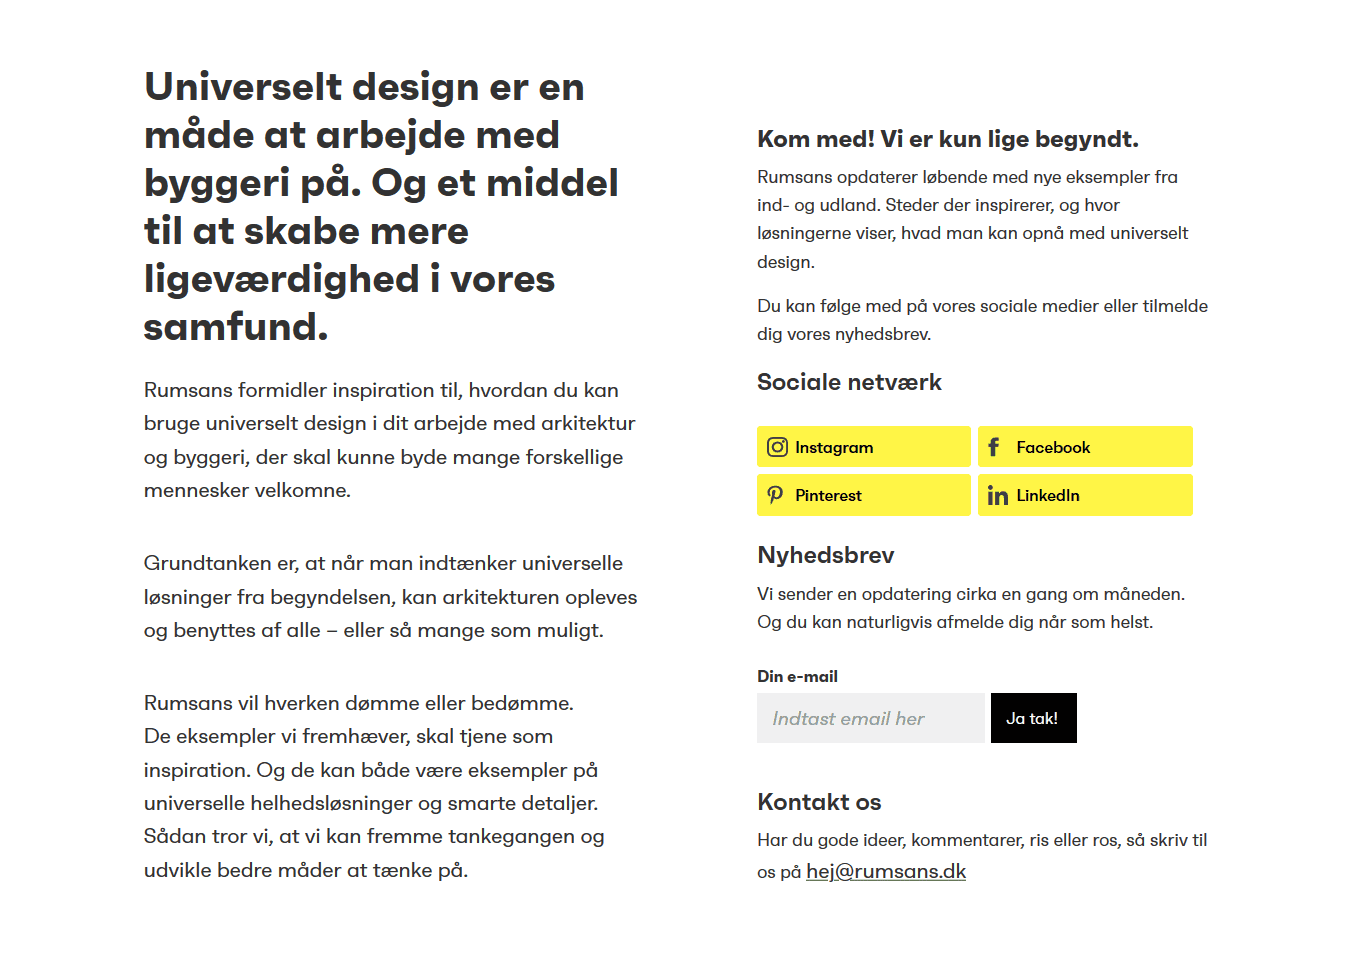 Universelt design er en
måde at arbejde med
byggeri på. Og et middel
til at skabe mere
ligeværdighed i vores
samfund.
Rumsans formidler inspiration til, hvordan du kan
bruge universelt design i dit arbejde med arkitektur
og byggeri, der skal kunne byde mange forskellige
mennesker velkomne.
Grundtanken er, at når man indtænker universelle
løsninger fra begyndelsen, kan arkitekturen opleves
og benyttes af alle – eller så mange som muligt.
Rumsans vil hverken dømme eller bedømme.
De eksempler vi fremhæver, skal tjene som
inspiration. Og de kan både være eksempler på
universelle helhedsløsninger og smarte detaljer.
Sådan tror vi, at vi kan fremme tankegangen og
udvikle bedre måder at tænke på.
Kom med! Vi er kun lige begyndt.
Rumsans opdaterer løbende med nye eksempler fra
ind- og udland. Steder der inspirerer, og hvor
løsningerne viser, hvad man kan opnå med universelt
design.
Du kan følge med på vores sociale medier eller tilmelde
dig vores nyhedsbrev.
Sociale netværk
Instagram
Facebook
Pinterest
LinkedIn
Nyhedsbrev
Vi sender en opdatering cirka en gang om måneden.
Og du kan naturligvis afmelde dig når som helst.
Din e-mail
Indtast email her
Ja tak!
Kontakt os
Har du gode ideer, kommentarer, ris eller ros, så skriv til
os på hej@rumsans.dk